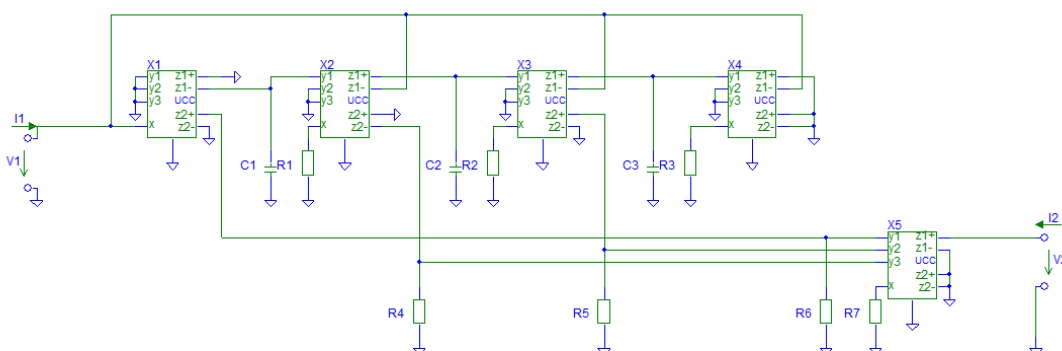 X1
y1 z1+
y2 z1-
y3 UCC
z2+
x z2-
X2
y1 z1+
y2 z1-
y3 UCC
z2+
x z2-
X3
y1 z1+
y2 z1-
y3 UCC
z2+
x z2-
X4
y1 z1+
y2 z1-
y3 UCC
z2+
x z2-
I1
V1
C1 R1
C2 R2
C3 R3
X5
y1 z1+
y2 z1-
y3 UCC
z2+
x z2-
I2
R4
R5
R6
R7